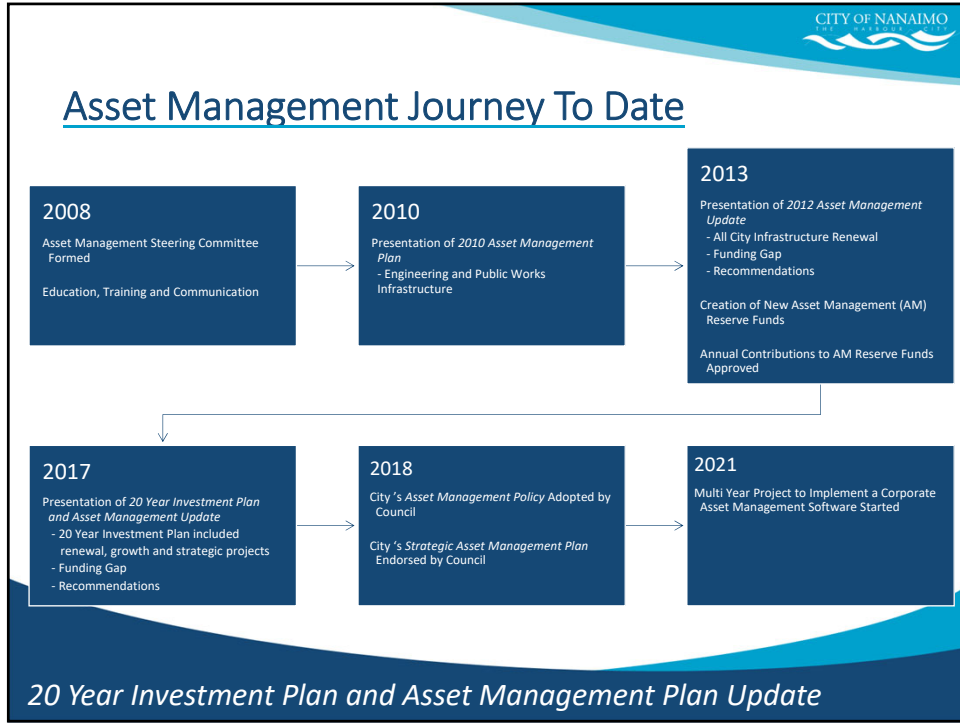 CITY OF NANAIMO
THE HARBOUR CITY
Asset Management Journey To Date
2008
Asset Management Steering Committee
Formed
Education, Training and Communication
2010
Presentation of 2010 Asset Management
Plan
- Engineering and Public Works
Infrastructure
2013
Presentation of 2012 Asset Management
Update
- All City Infrastructure Renewal
- Funding Gap
- Recommendations
Creation of New Asset Management (AM)
Reserve Funds
Annual Contributions to AM Reserve Funds
Approved
2017
Presentation of 20 Year Investment Plan
and Asset Management Update
- 20 Year Investment Plan included
renewal, growth and strategic projects
- Funding Gap
- Recommendations
2018
City 's Asset Management Policy Adopted by
Council
City 's Strategic Asset Management Plan
Endorsed by Council
2021
Multi Year Project to Implement a Corporate
Asset Management Software Started
20 Year Investment Plan and Asset Management Plan Update